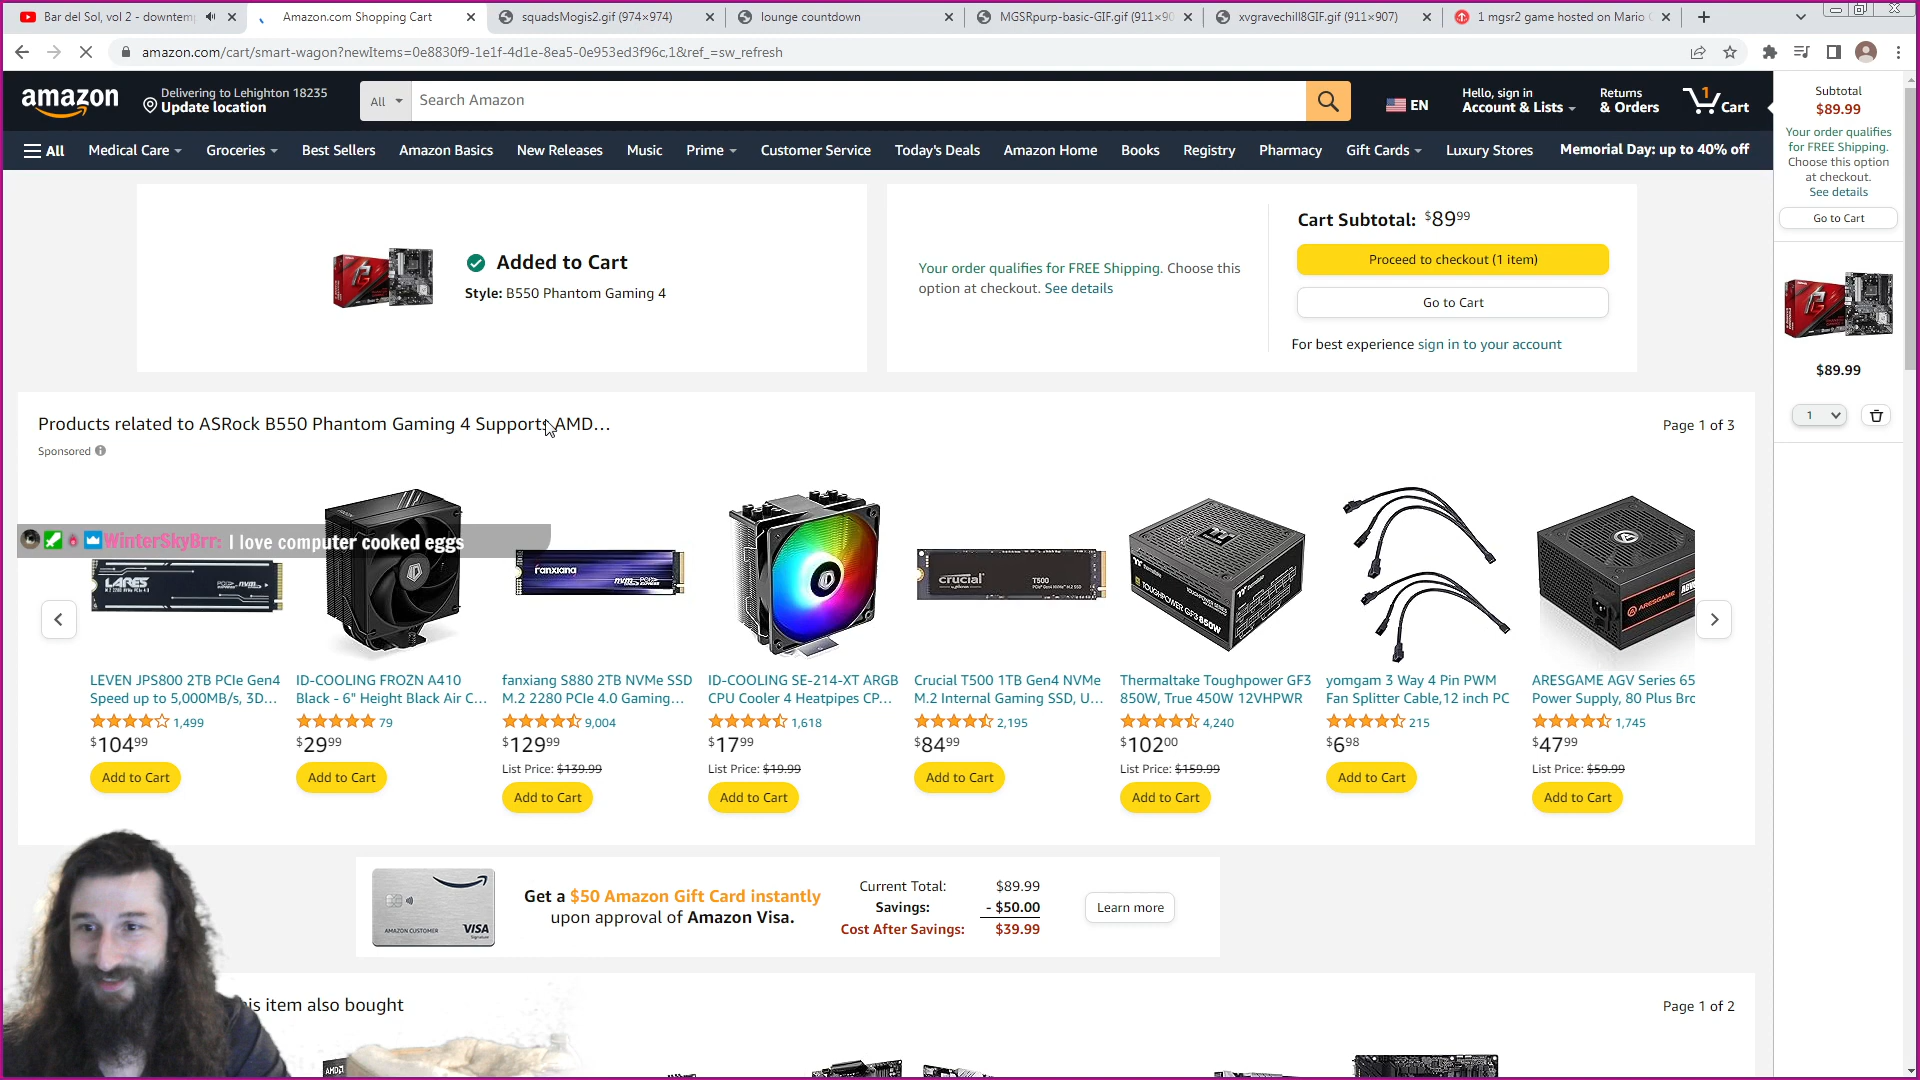 Bar del Sol, vol 2 - downtemp
Amazon.com Shopping Cart
squadsMogis2.gif (974×974)
lounge countdown
MGSRpurp-basic-GIF.gif (911×90
xvgravechill8GIF.gif (911×907)
1 mgsr2 game hosted on Mario
amazon.com/cart/smart-wagon?newItems=0e8830f9-1e1f-4d1e-8ea5-0e953ed3f96c,1&ref_=sw_refresh
amazon
Delivering to Lehighton 18235
Update location
All
Search Amazon
EN
Hello, sign in
Account & Lists
Returns
& Orders
1
Cart
All
Medical Care
Groceries
Best Sellers
Amazon Basics
New Releases
Music
Prime
Customer Service
Today's Deals
Amazon Home
Books
Registry
Pharmacy
Gift Cards
Luxury Stores
Memorial Day: up to 40% off
Subtotal
$89.99
Your order qualifies
for FREE Shipping.
Choose this option
at checkout.
See details
Go to Cart
$89.99
1
Added to Cart
Style: B550 Phantom Gaming 4
Your order qualifies for FREE Shipping. Choose this
option at checkout. See details
Cart Subtotal: $89 99
Proceed to checkout (1 item)
Go to Cart
For best experience sign in to your account
Products related to ASRock B550 Phantom Gaming 4 Supports AMD...
Page 1 of 3
Sponsored
WinterSkyBrr: I love computer cooked eggs
LARES
fanxiang
crucial
T500
TOUGHPOWER GF3 850W
ARESGAME
LEVEN JPS800 2TB PCIe Gen4
Speed up to 5,000MB/s, 3D...
1,499
$104 99
Add to Cart
ID-COOLING FROZN A410
Black - 6" Height Black Air C...
79
$29 99
Add to Cart
fanxiang S880 2TB NVMe SSD
M.2 2280 PCIe 4.0 Gaming...
9,004
$129 99
List Price: $139.99
Add to Cart
ID-COOLING SE-214-XT ARGB
CPU Cooler 4 Heatpipes CP...
1,618
$17 99
List Price: $19.99
Add to Cart
Crucial T500 1TB Gen4 NVMe
M.2 Internal Gaming SSD, U...
2,195
$84 99
Add to Cart
Thermaltake Toughpower GF3
850W, True 450W 12VHPWR
4,240
$102 00
List Price: $159.99
Add to Cart
yomgam 3 Way 4 Pin PWM
Fan Splitter Cable,12 inch PC
215
$6 98
Add to Cart
ARESGAME AGV Series 65
Power Supply, 80 Plus Brc
1,745
$47 99
List Price: $59.99
Add to Cart
AMAZON CUSTOMER
VISA
Signature
Get a $50 Amazon Gift Card instantly
upon approval of Amazon Visa.
Current Total: $89.99
Savings: - $50.00
Cost After Savings: $39.99
Learn more
is item also bought
Page 1 of 2
AMD